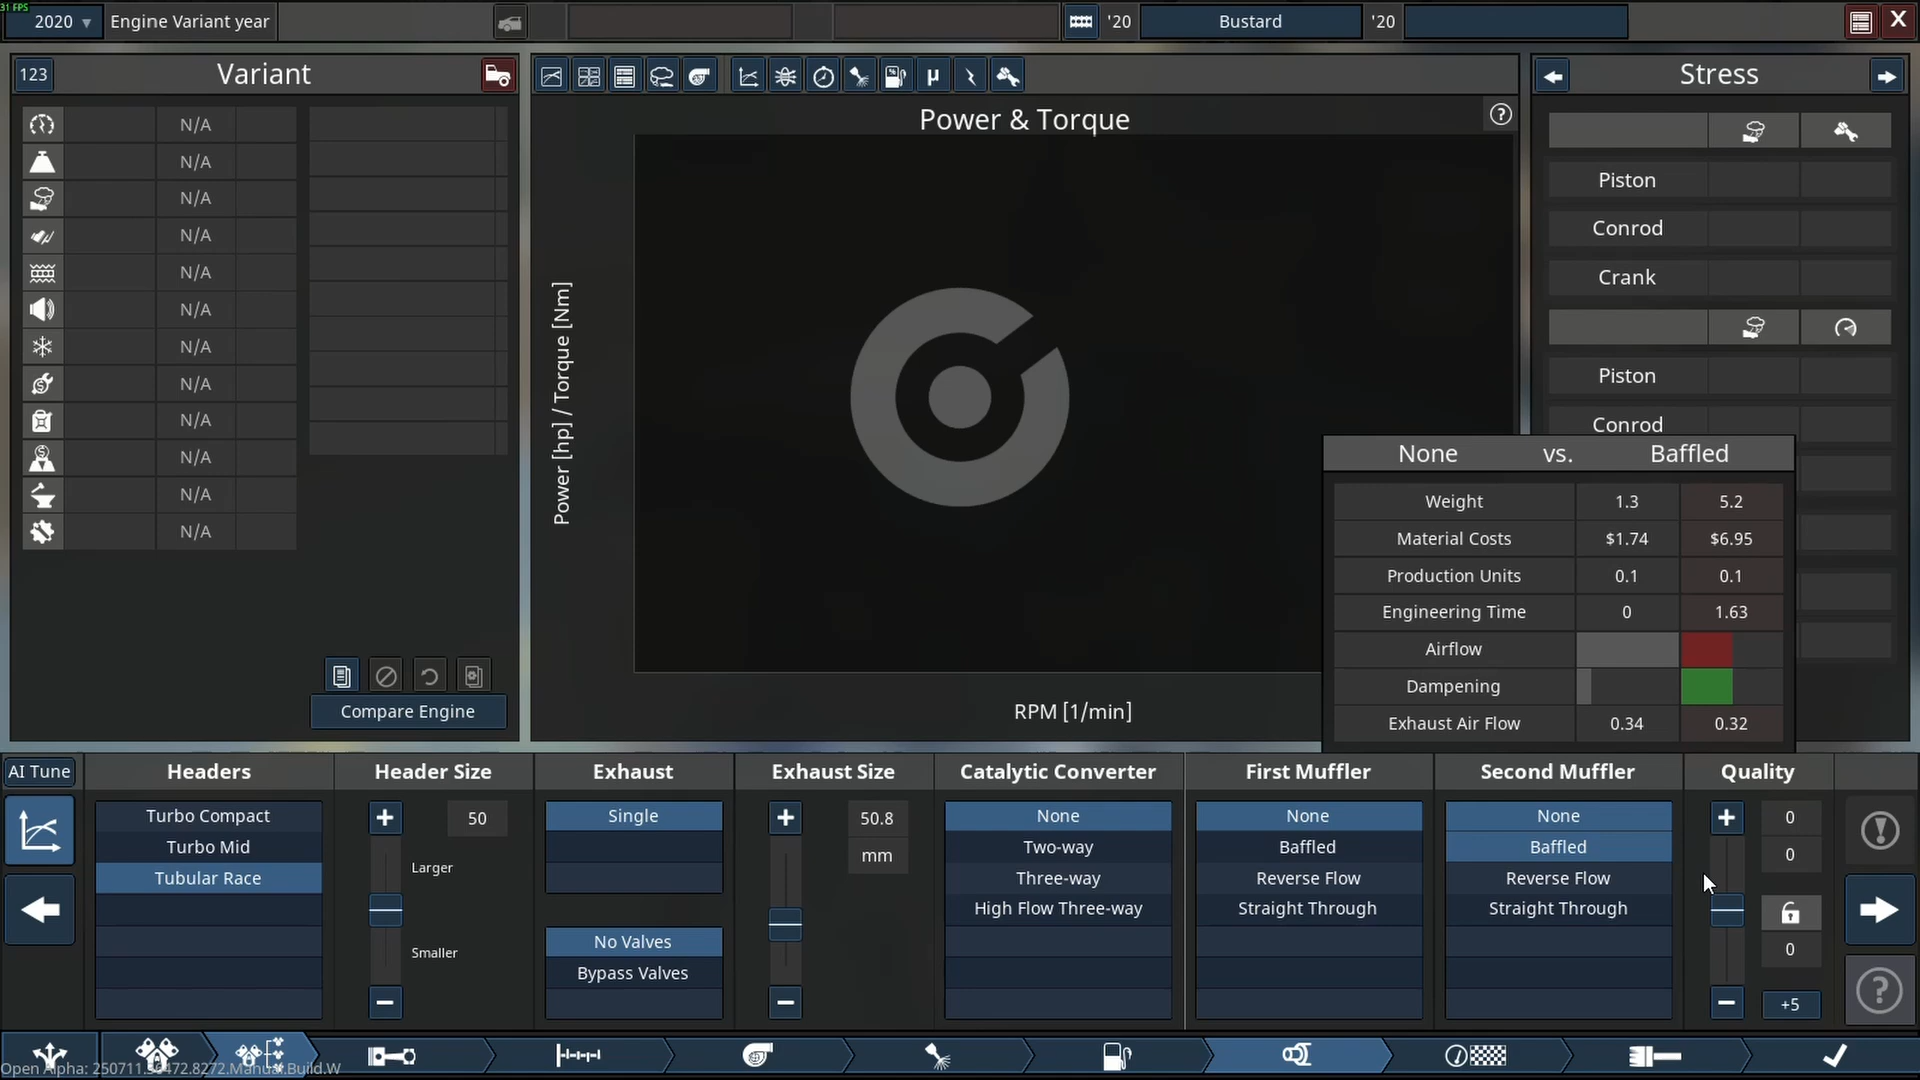 31 FPS
2020
Engine Variant year
'20
Bustard
'20
X
123
Variant
N/A
N/A
N/A
N/A
N/A
N/A
N/A
N/A
N/A
N/A
N/A
N/A
Compare Engine
μ
Power & Torque
?
Power [hp] / Torque [Nm]
RPM [1/min]
Stress
Piston
Conrod
Crank
Piston
Conrod
None vs. Baffled
Weight 1.3 5.2
Material Costs $1.74 $6.95
Production Units 0.1 0.1
Engineering Time 0 1.63
Airflow
Dampening
Exhaust Air Flow 0.34 0.32
AI Tune
Headers
Turbo Compact
Turbo Mid
Tubular Race
Header Size
50
Larger
Smaller
Exhaust
Single
No Valves
Bypass Valves
Exhaust Size
50.8
mm
Catalytic Converter
None
Two-way
Three-way
High Flow Three-way
First Muffler
None
Baffled
Reverse Flow
Straight Through
Second Muffler
None
Baffled
Reverse Flow
Straight Through
Quality
0
0
0
+5
?